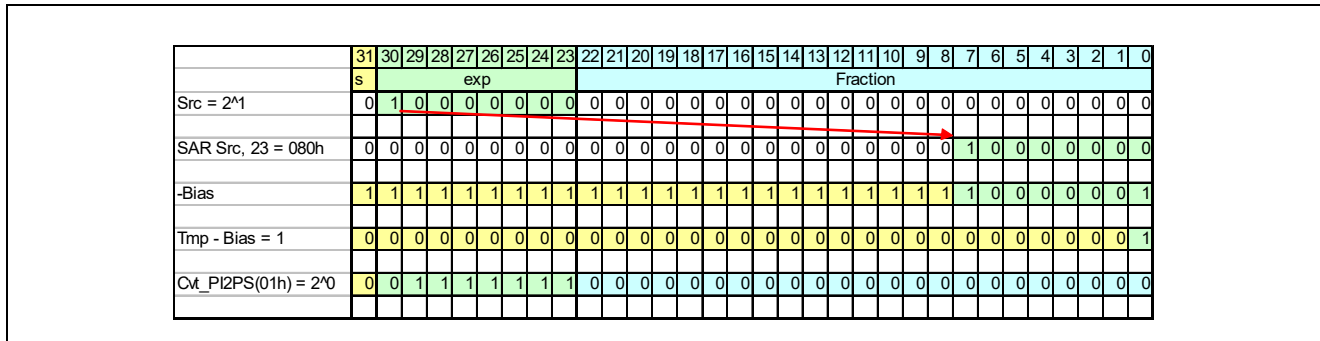 31 30 29 28 27 26 25 24 23 22 21 20 19 18 17 16 15 14 13 12 11 10 9 8 7 6 5 4 3 2 1 0
s exp Fraction
Src = 2^1 0 1 0 0 0 0 0 0 0 0 0 0 0 0 0 0 0 0 0 0 0 0 0 0 0 0 0 0 0 0 0 0
SAR Src, 23 = 080h 0 0 0 0 0 0 0 0 0 0 0 0 0 0 0 0 0 0 0 0 0 0 0 0 1 0 0 0 0 0 0 0
-Bias 1 1 1 1 1 1 1 1 1 1 1 1 1 1 1 1 1 1 1 1 1 1 1 1 1 0 0 0 0 0 0 1
Tmp - Bias = 1 0 0 0 0 0 0 0 0 0 0 0 0 0 0 0 0 0 0 0 0 0 0 0 0 0 0 0 0 0 0 0 1
Cvt_PI2PS(01h) = 2^0 0 0 1 1 1 1 1 1 1 0 0 0 0 0 0 0 0 0 0 0 0 0 0 0 0 0 0 0 0 0 0 0